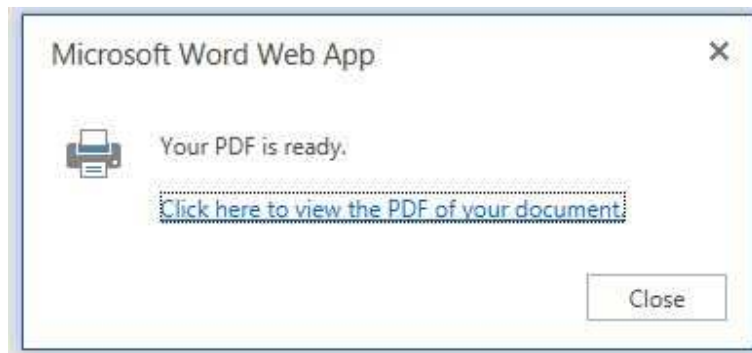 Microsoft Word Web App
Your PDF is ready.
Click here to view the PDF of your document.
Close